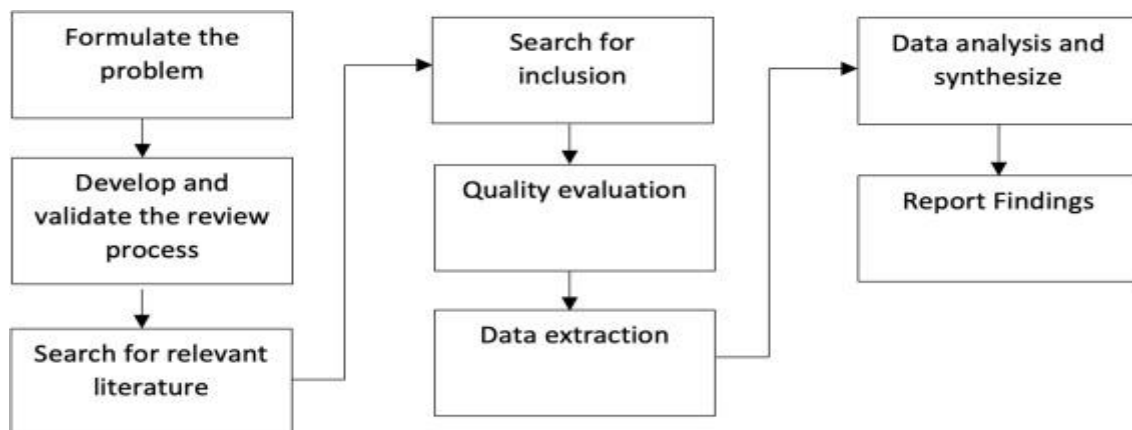 Formulate the
problem
Develop and
validate the review
process
Search for relevant
literature
Search for
inclusion
Quality evaluation
Data extraction
Data analysis and
synthesize
Report Findings